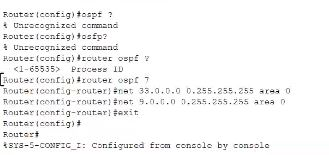 Router(config)#ospf ?
% Unrecognized command
Router(config)#osfp?
% Unrecognized command
Router(config)#router ospf ?
<1-65535> Process ID
Router(config)#router ospf 7
Router(config-router)#net 33.0.0.0 0.255.255.255 area 0
Router(config-router)#net 9.0.0.0 0.255.255.255 area 0
Router(config-router)#exit
Router(config)#
Router#
%SYS-5-CONFIG_I: Configured from console by console